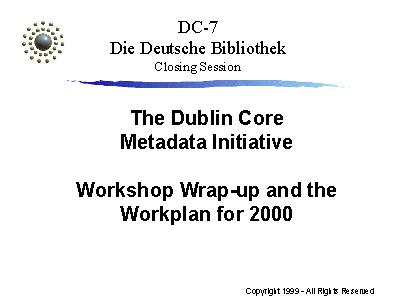 DC-7
Die Deutsche Bibliothek
Closing Session
The Dublin Core
Metadata Initiative
Workshop Wrap-up and the
Workplan for 2000
Copyright 1999 - All Rights Reserved